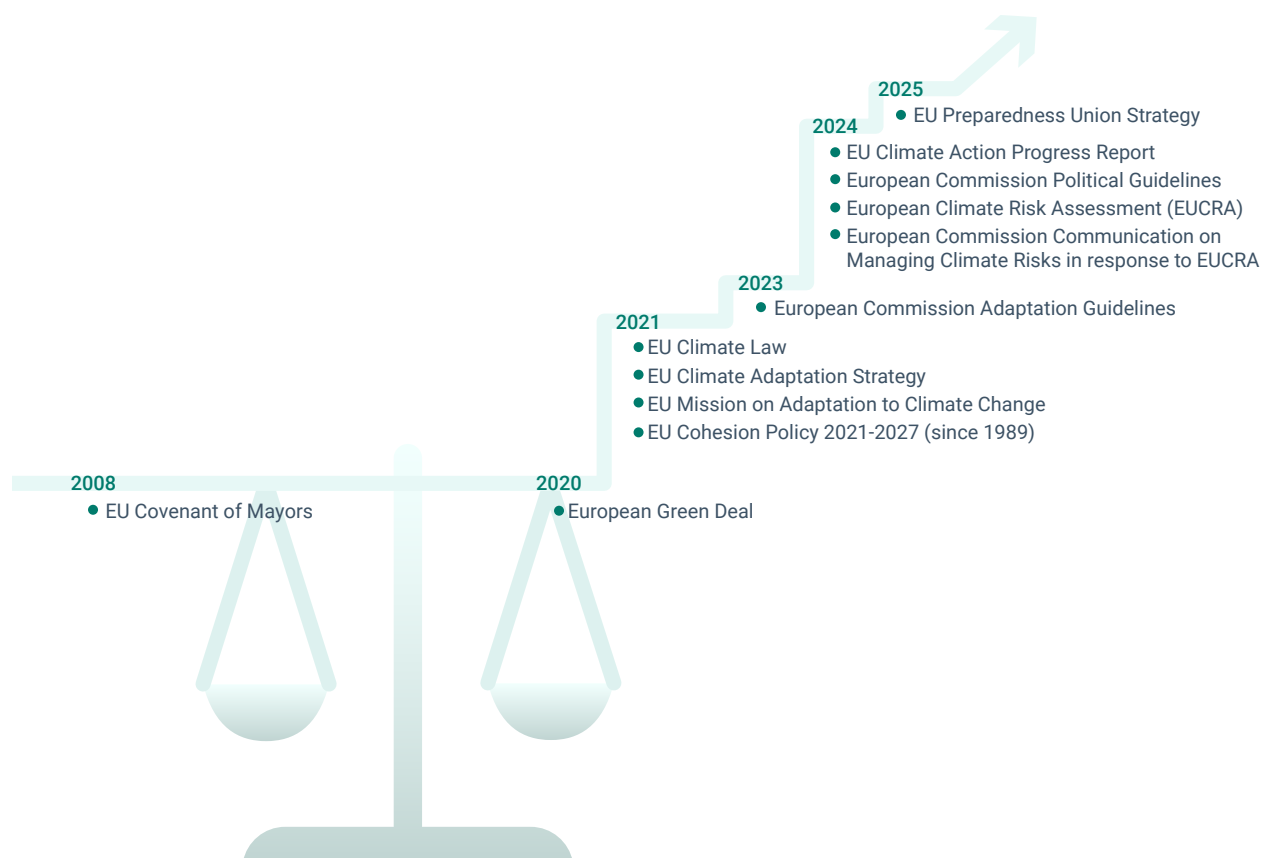 2025
EU Preparedness Union Strategy
2024
EU Climate Action Progress Report
European Commission Political Guidelines
European Climate Risk Assessment (EUCRA)
European Commission Communication on
Managing Climate Risks in response to EUCRA
2023
European Commission Adaptation Guidelines
2021
EU Climate Law
EU Climate Adaptation Strategy
EU Mission on Adaptation to Climate Change
EU Cohesion Policy 2021-2027 (since 1989)
2008
EU Covenant of Mayors
2020
European Green Deal